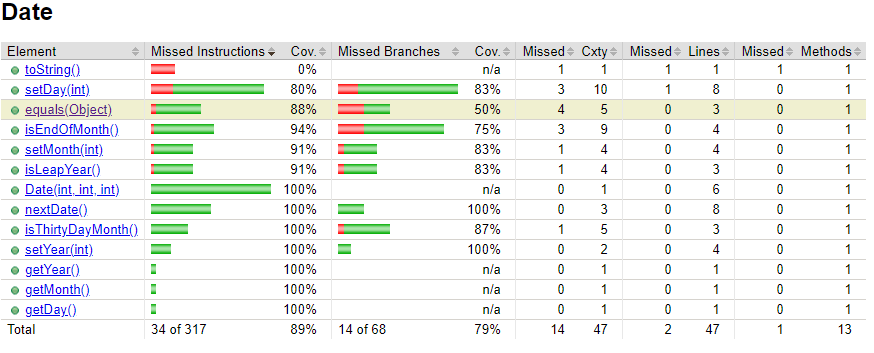 Date
Element Missed Instructions Cov. Missed Branches Cov. Missed Cxty Missed Lines Missed Methods
toString() 0% n/a 1 1 1 1 1 1
setDay(int) 80% 83% 3 10 1 8 0 1
equals(Object) 88% 50% 4 5 0 3 0 1
isEndOfMonth() 94% 75% 3 9 0 4 0 1
setMonth(int) 91% 83% 1 4 0 4 0 1
isLeapYear() 91% 83% 1 4 0 3 0 1
Date(int, int, int) 100% n/a 0 1 0 6 0 1
nextDate() 100% 100% 0 3 0 8 0 1
isThirtyDayMonth() 100% 87% 1 5 0 3 0 1
setYear(int) 100% 100% 0 2 0 4 0 1
getYear() 100% n/a 0 1 0 1 0 1
getMonth() 100% n/a 0 1 0 1 0 1
getDay() 100% n/a 0 1 0 1 0 1
Total 34 of 317 89% 14 of 68 79% 14 47 2 47 1 13